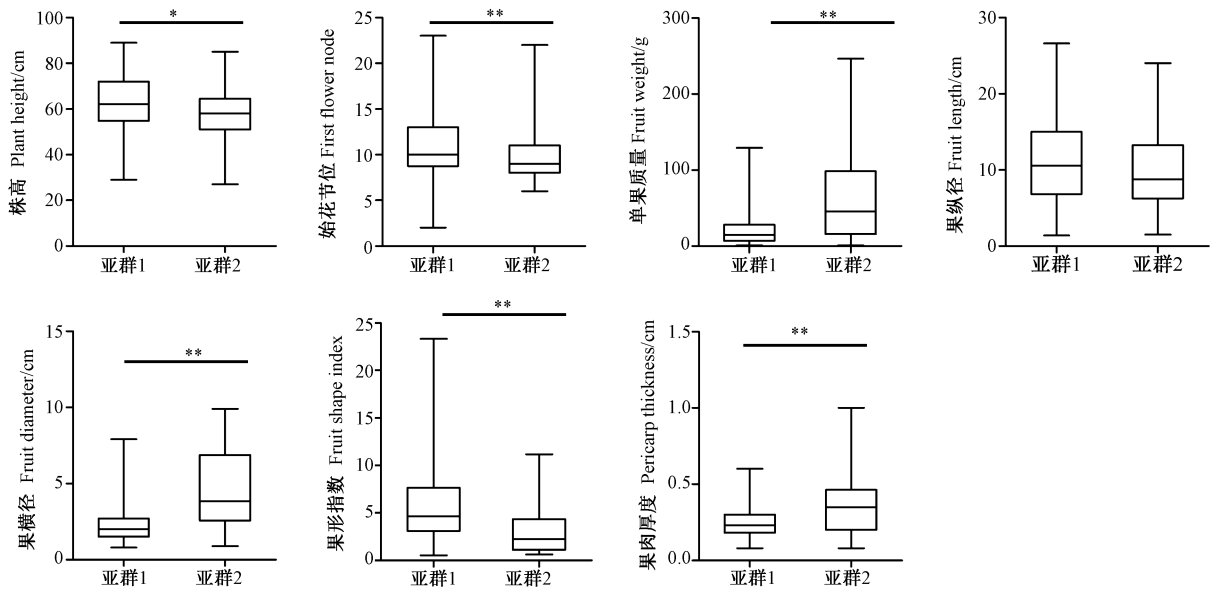 *
株高 Plant height/cm
100
80
60
40
20
0
亚群1 亚群2
**
始花节位 First flower node
25
20
15
10
5
0
亚群1 亚群2
**
单果质量 Fruit weight/g
300
200
100
0
亚群1 亚群2
果纵径 Fruit length/cm
30
20
10
0
亚群1 亚群2
**
果横径 Fruit diameter/cm
15
10
5
0
亚群1 亚群2
**
果形指数 Fruit shape index
25
20
15
10
5
0
亚群1 亚群2
**
果肉厚度 Pericarp thickness/cm
1.5
1.0
0.5
0.0
亚群1 亚群2